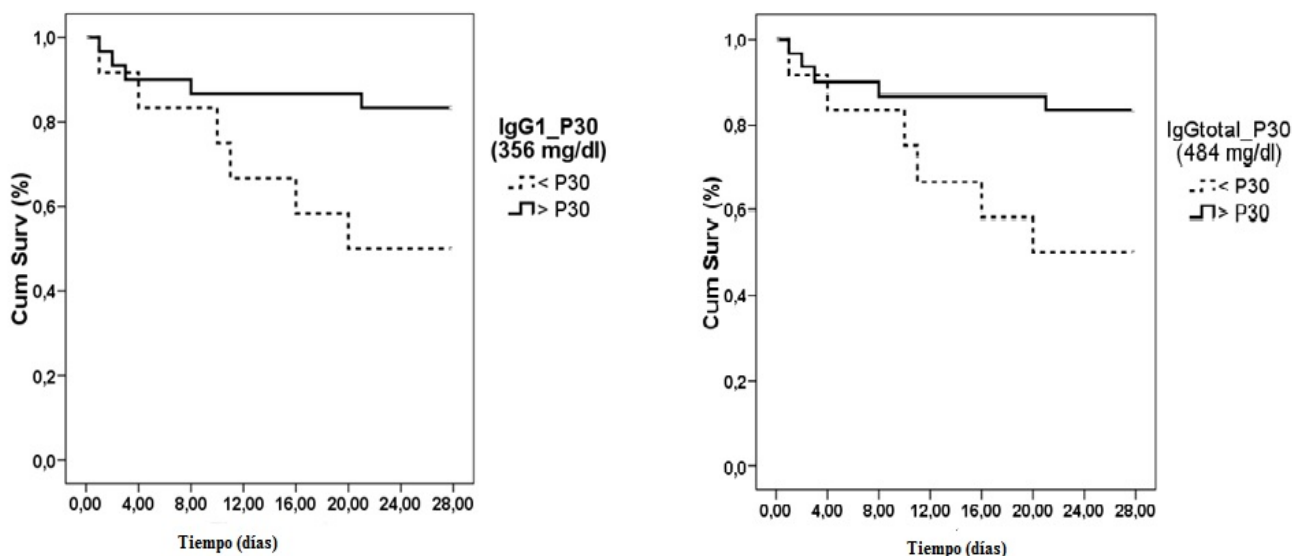 1,0
0,8
0,6
0,4
0,2
0,0
Cum Surv (%)
0,00 4,00 8,00 12,00 16,00 20,00 24,00 28,00
Tiempo (días)
IgG1_P30
(356 mg/dl)
< P30
> P30
1,0
0,8
0,6
0,4
0,2
0,0
Cum Surv (%)
0,00 4,00 8,00 12,00 16,00 20,00 24,00 28,00
Tiempo (días)
IgGtotal_P30
(484 mg/dl)
< P30
> P30